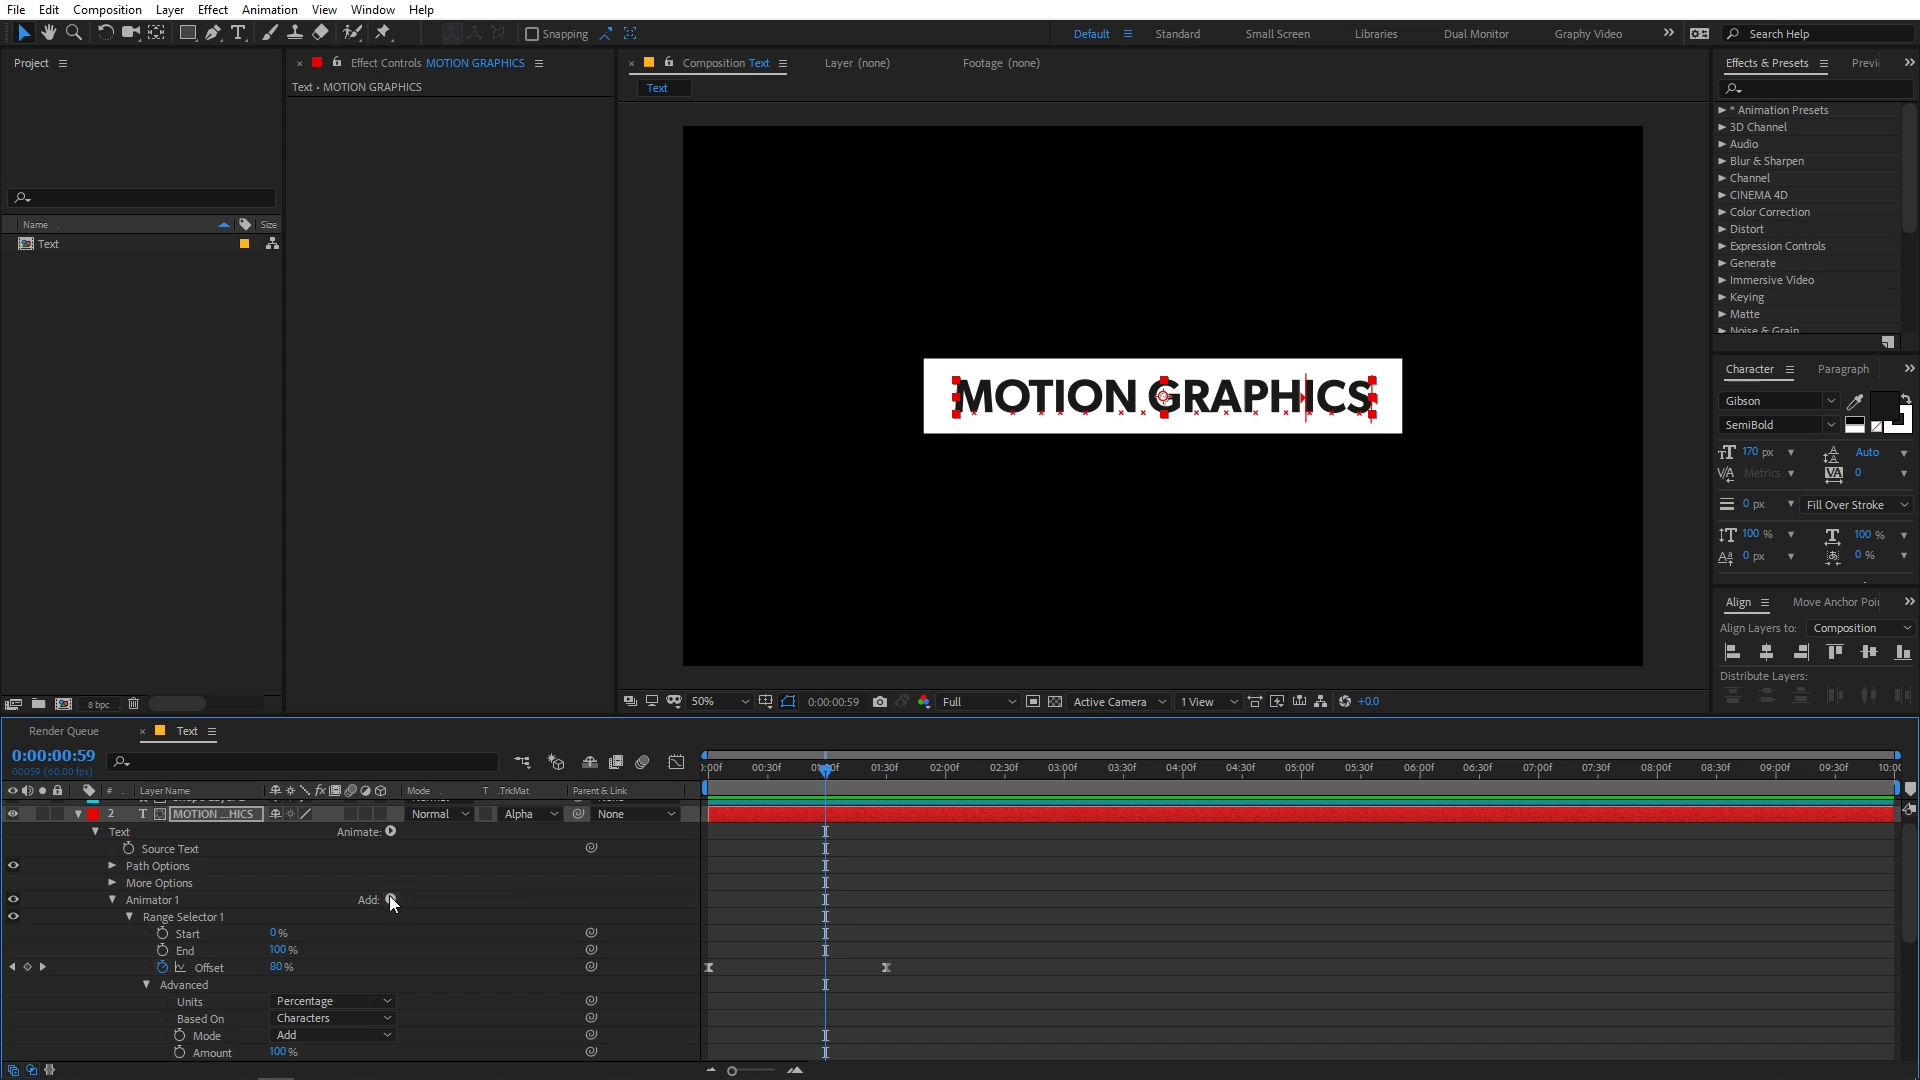 File Edit Composition Layer Effect Animation View Window Help
Snapping Default Standard Small Screen Libraries Dual Monitor Graphy Video Search Help
Project
Effect Controls MOTION GRAPHICS
Text • MOTION GRAPHICS
Composition Text Layer (none) Footage (none)
Text
Effects & Presets
* Animation Presets
3D Channel
Audio
Blur & Sharpen
Channel
CINEMA 4D
Color Correction
Distort
Expression Controls
Generate
Immersive Video
Keying
Matte
Noise & Grain
Name Size
Text
MOTION GRAPHICS
Character Paragraph
Gibson
SemiBold
170 px Auto
Metrics 0
0 px Fill Over Stroke
100 % 100 %
0 px 0 %
Align Move Anchor Poi
Align Layers to: Composition
Distribute Layers:
8 bpc
50% 0:00:00:59 Full Active Camera 1 View +0.0
Render Queue Text
0:00:00:59
00059 (60.00 fps)
:00f 00:30f 01:00f 01:30f 02:00f 02:30f 03:00f 03:30f 04:00f 04:30f 05:00f 05:30f 06:00f 06:30f 07:00f 07:30f 08:00f 08:30f 09:00f 09:30f 10:00
# Layer Name Mode T .TrkMat Parent & Link
2 T MOTION ...HICS Normal Alpha None
Text Animate:
Source Text
Path Options
More Options
Animator 1 Add:
Range Selector 1
Start 0%
End 100%
Offset 80%
Advanced
Units Percentage
Based On Characters
Mode Add
Amount 100%